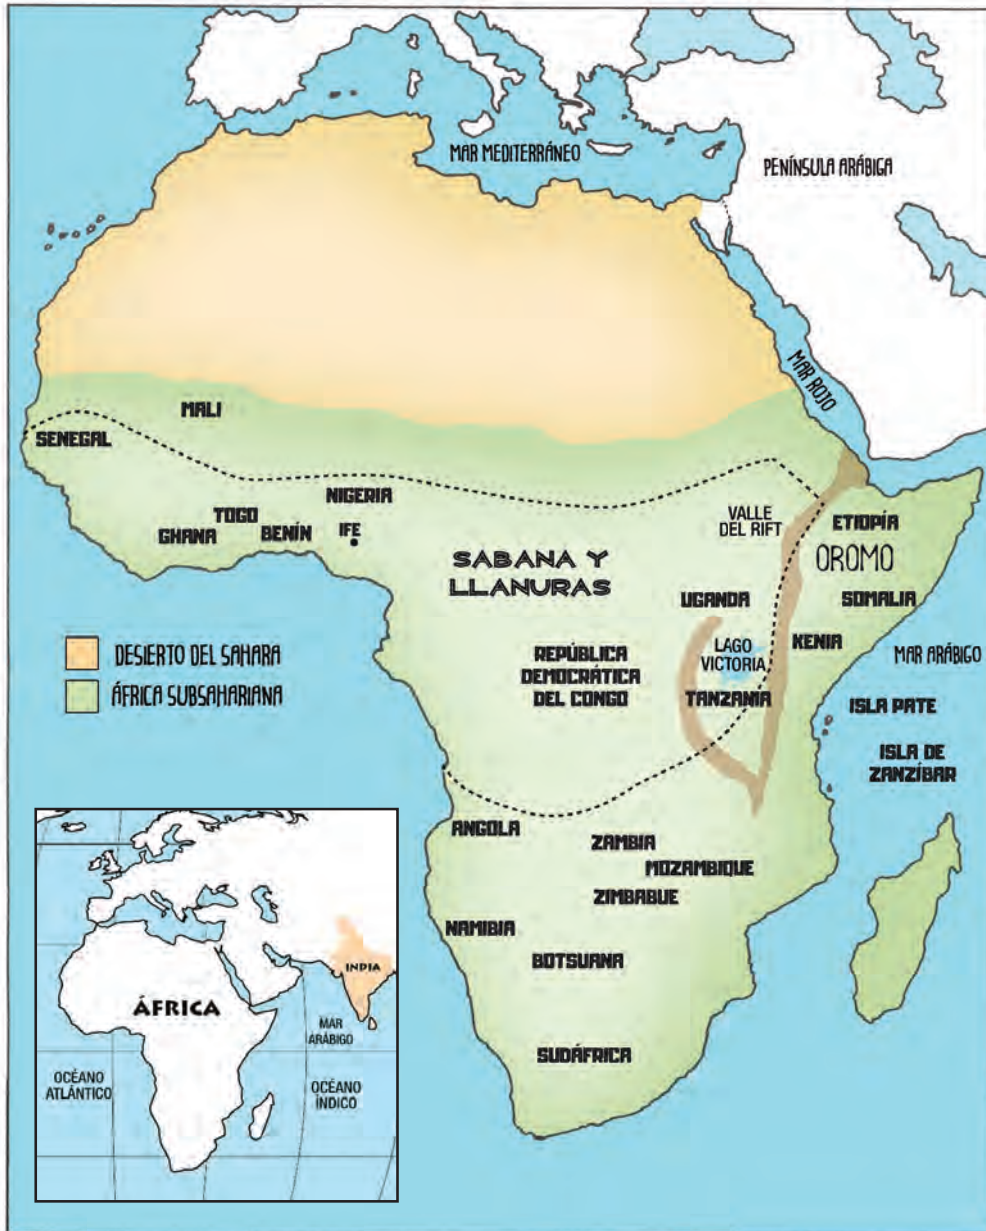 MAR MEDITERRÁNEO
PENÍNSULA ARÁBIGA
MAR ROJO
MALI
SENEGAL
NIGERIA
TOGO
GHANA
BENÍN
IFE
VALLE
DEL RIFT
ETIOPÍA
OROMO
SABANA Y
LLANURAS
UGANDA
SOMALIA
KENIA
LAGO
VICTORIA
MAR ARÁBIGO
REPÚBLICA
DEMOCRÁTICA
DEL CONGO
TANZANIA
ISLA PATE
ISLA DE
ZANZÍBAR
DESIERTO DEL SAHARA
ÁFRICA SUBSAHARIANA
ANGOLA
ZAMBIA
MOZAMBIQUE
ZIMBABUE
NAMIBIA
BOTSUANA
SUDÁFRICA
INDIA
ÁFRICA
MAR
ARÁBIGO
OCÉANO
ATLÁNTICO
OCÉANO
ÍNDICO